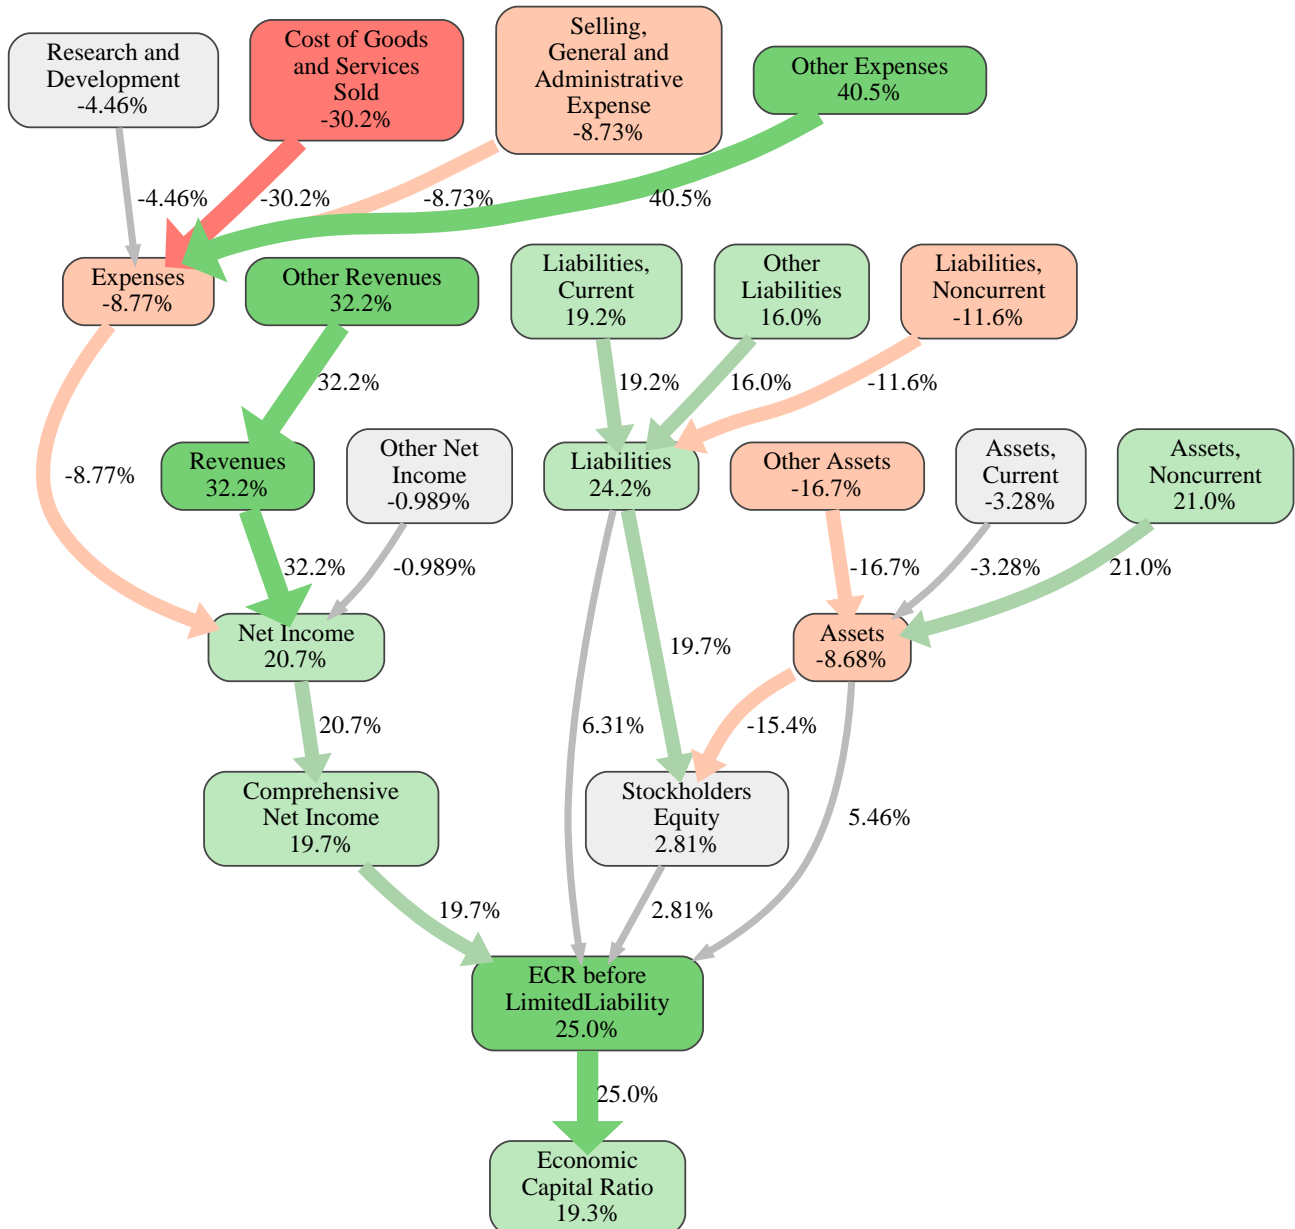 Research and
Development
-4.46%
Cost of Goods
and Services
Sold
-30.2%
Selling,
General and
Administrative
Expense
-8.73%
Other Expenses
40.5%
-4.46%
-30.2%
-8.73%
40.5%
Expenses
-8.77%
Other Revenues
32.2%
Liabilities,
Current
19.2%
Other
Liabilities
16.0%
Liabilities,
Noncurrent
-11.6%
32.2%
19.2%
16.0%
-11.6%
-8.77%
Revenues
32.2%
Other Net
Income
-0.989%
Liabilities
24.2%
Other Assets
-16.7%
Assets,
Current
-3.28%
Assets,
Noncurrent
21.0%
32.2%
-0.989%
-16.7%
-3.28%
21.0%
Net Income
20.7%
19.7%
Assets
-8.68%
20.7%
6.31%
-15.4%
Comprehensive
Net Income
19.7%
Stockholders
Equity
2.81%
5.46%
19.7%
2.81%
ECR before
LimitedLiability
25.0%
25.0%
Economic
Capital Ratio
19.3%